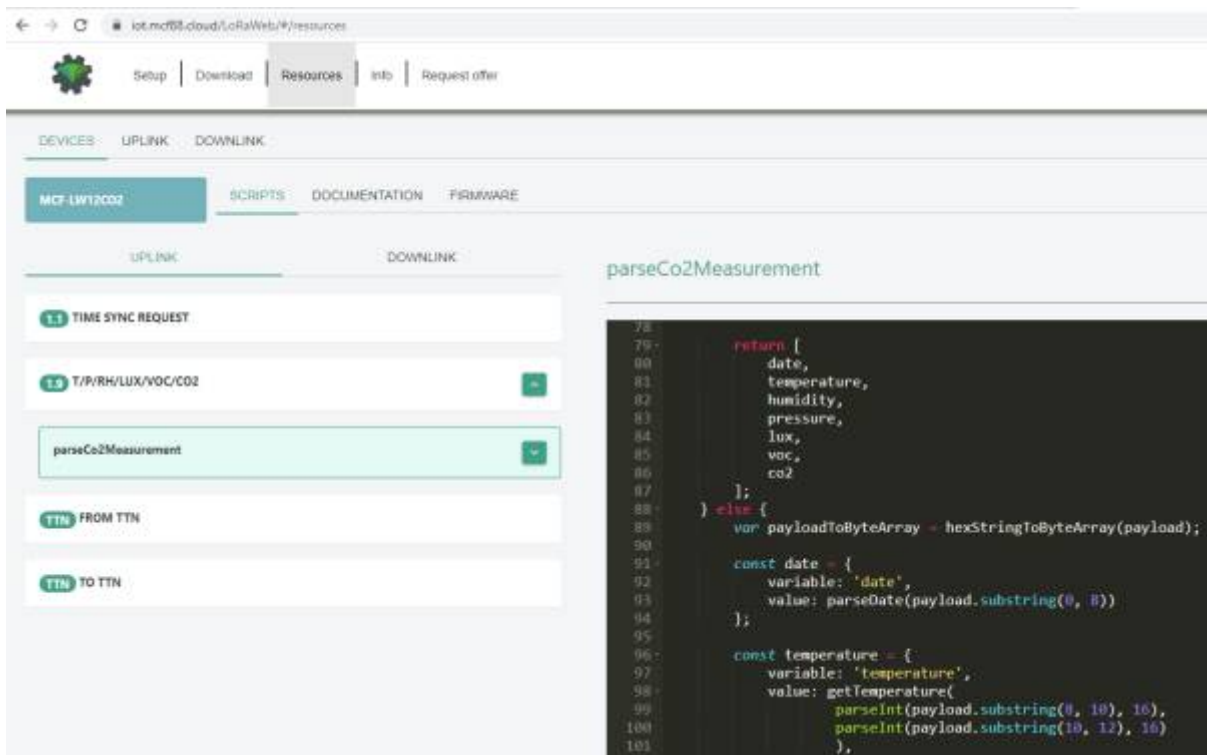 iot.mcf88.cloud/LoRaWeb/#/resources
Setup Download Resources Info Request offer
DEVICES UPLINK DOWNLINK
MCF-LW12CO2 SCRIPTS DOCUMENTATION FIRMWARE
UPLINK DOWNLINK
1.1 TIME SYNC REQUEST
1.9 T/P/RH/LUX/VOC/CO2
parseCo2Measurement
TTN FROM TTN
TTN TO TTN
parseCo2Measurement
78
79 return [
80 date,
81 temperature,
82 humidity,
83 pressure,
84 lux,
85 voc,
86 co2
87 ];
88 } else {
89 var payloadToByteArray = hexStringToByteArray(payload);
90
91 const date = {
92 variable: 'date',
93 value: parseDate(payload.substring(0, 8))
94 };
95
96 const temperature = {
97 variable: 'temperature',
98 value: getTemperature(
99 parseInt(payload.substring(8, 10), 16),
100 parseInt(payload.substring(10, 12), 16)
101 ),